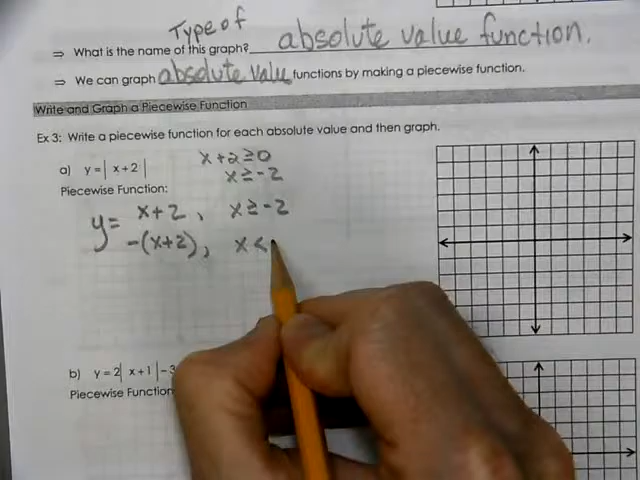 Type of
⇒ What is the name of this graph? absolute value function.
⇒ We can graph absolute value functions by making a piecewise function.
Write and Graph a Piecewise Function
Ex 3: Write a piecewise function for each absolute value and then graph.
x+2≥0
a) y=| x+2 |
x≥-2
Piecewise Function:
y= x+2, x≥-2
-(x+2), x<
b) y=2| x+1 |-3
Piecewise Function